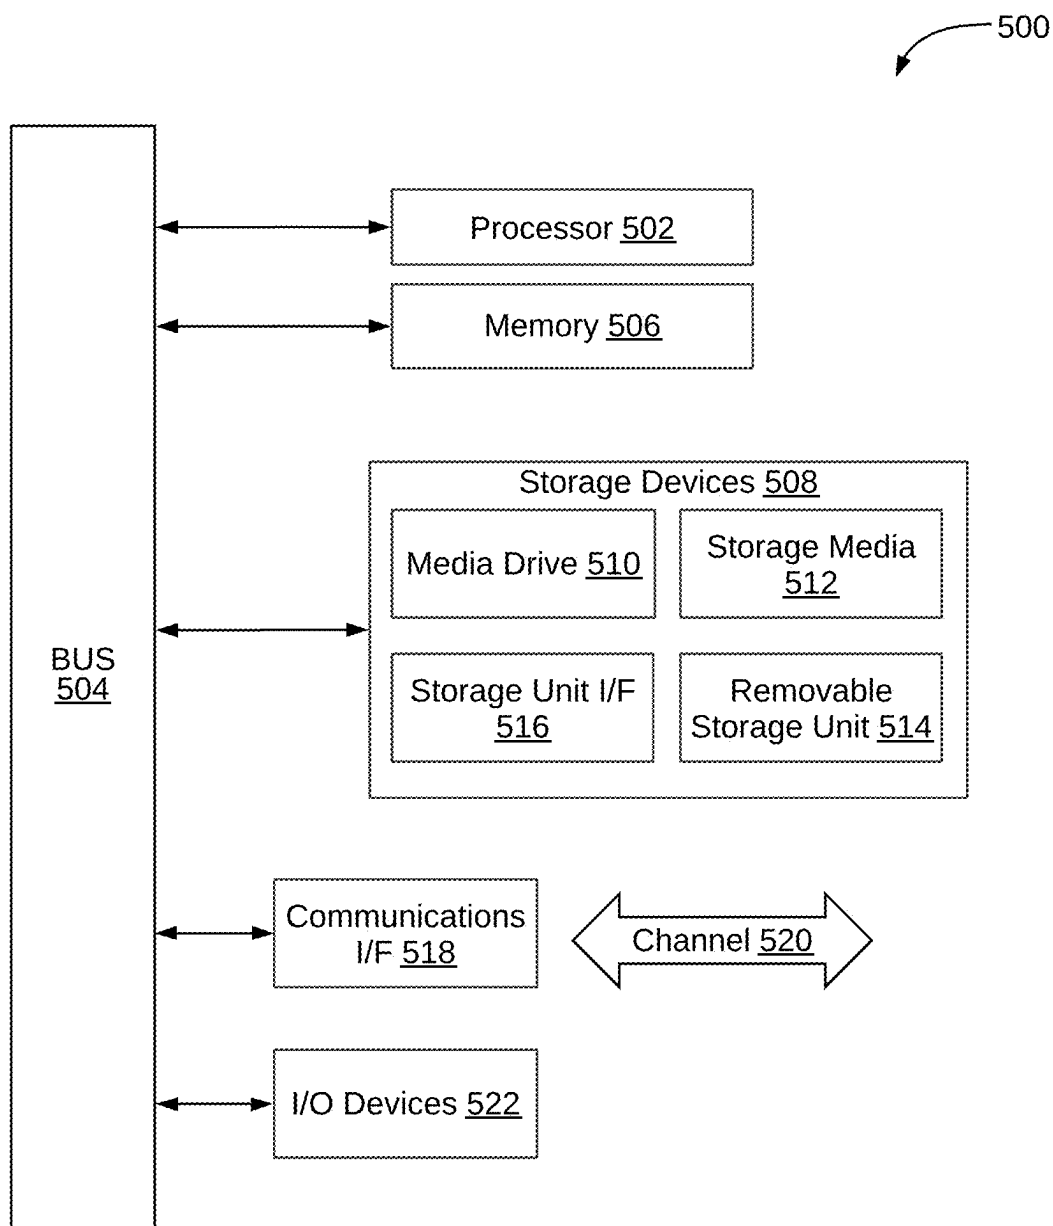 500
Processor 502
Memory 506
Storage Devices 508
Media Drive 510
Storage Media
512
BUS
504
Storage Unit I/F
516
Removable
Storage Unit 514
Communications
I/F 518
Channel 520
I/O Devices 522